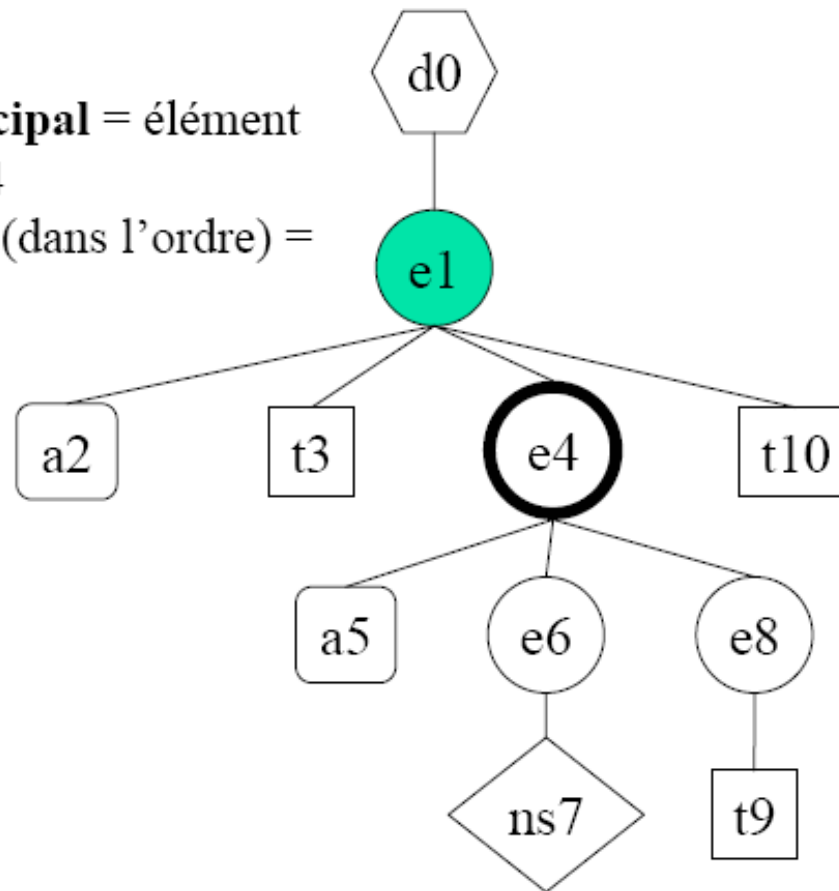 d0
cipal = élément
(dans l'ordre) =
e1
a2 t3 e4 t10
a5 e6 e8
ns7 t9